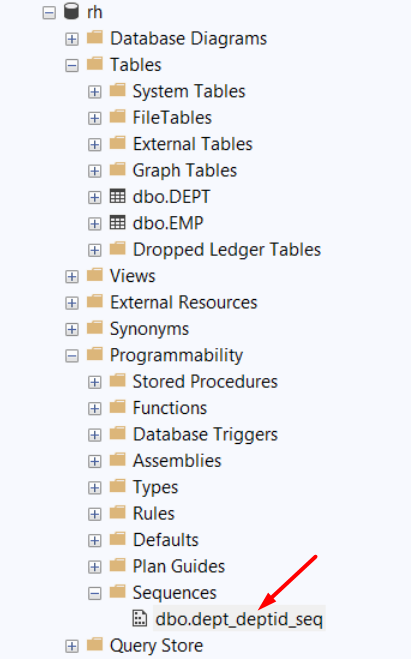 rh
Database Diagrams
Tables
System Tables
FileTables
External Tables
Graph Tables
dbo.DEPT
dbo.EMP
Dropped Ledger Tables
Views
External Resources
Synonyms
Programmability
Stored Procedures
Functions
Database Triggers
Assemblies
Types
Rules
Defaults
Plan Guides
Sequences
dbo.dept_deptid_seq
Query Store